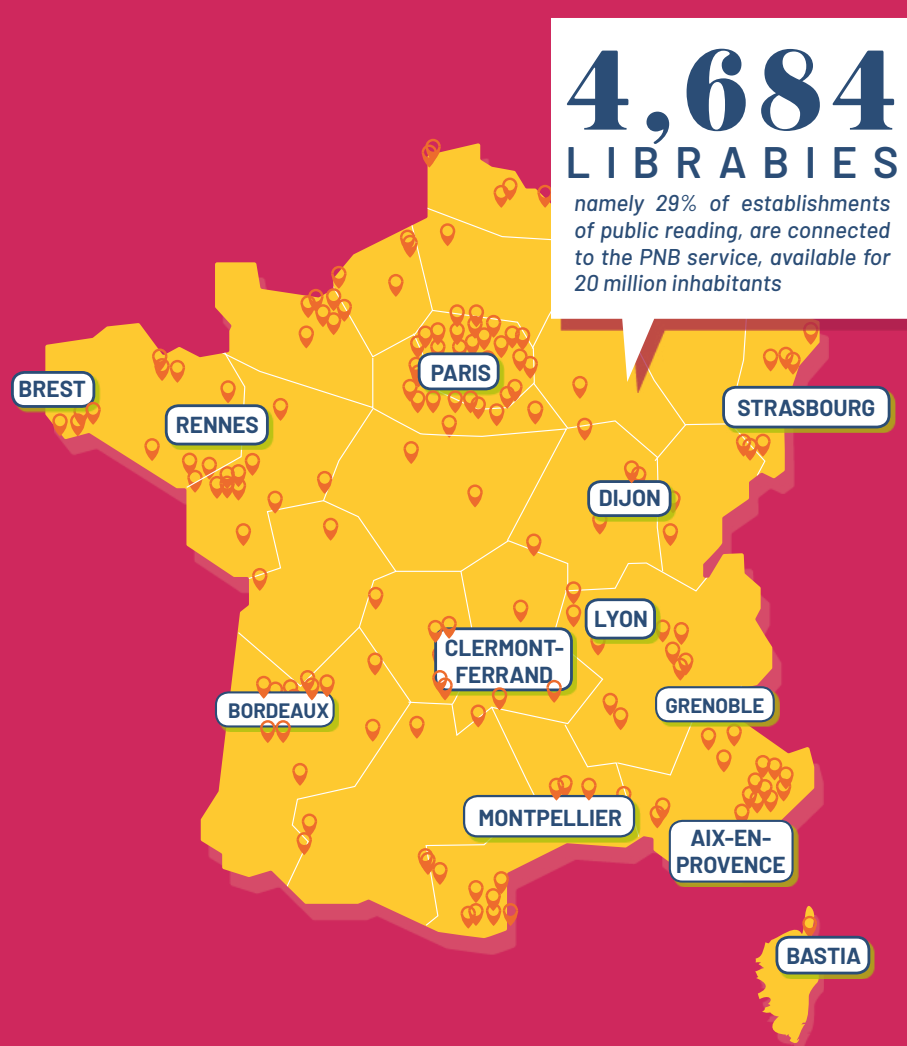 4,684
LIBRABIES
namely 29% of establishments
of public reading, are connected
to the PNB service, available for
20 million inhabitants
PARIS
BREST
RENNES
STRASBOURG
DIJON
LYON
CLERMONT-
FERRAND
BORDEAUX
GRENOBLE
MONTPELLIER
AIX-EN-
PROVENCE
BASTIA